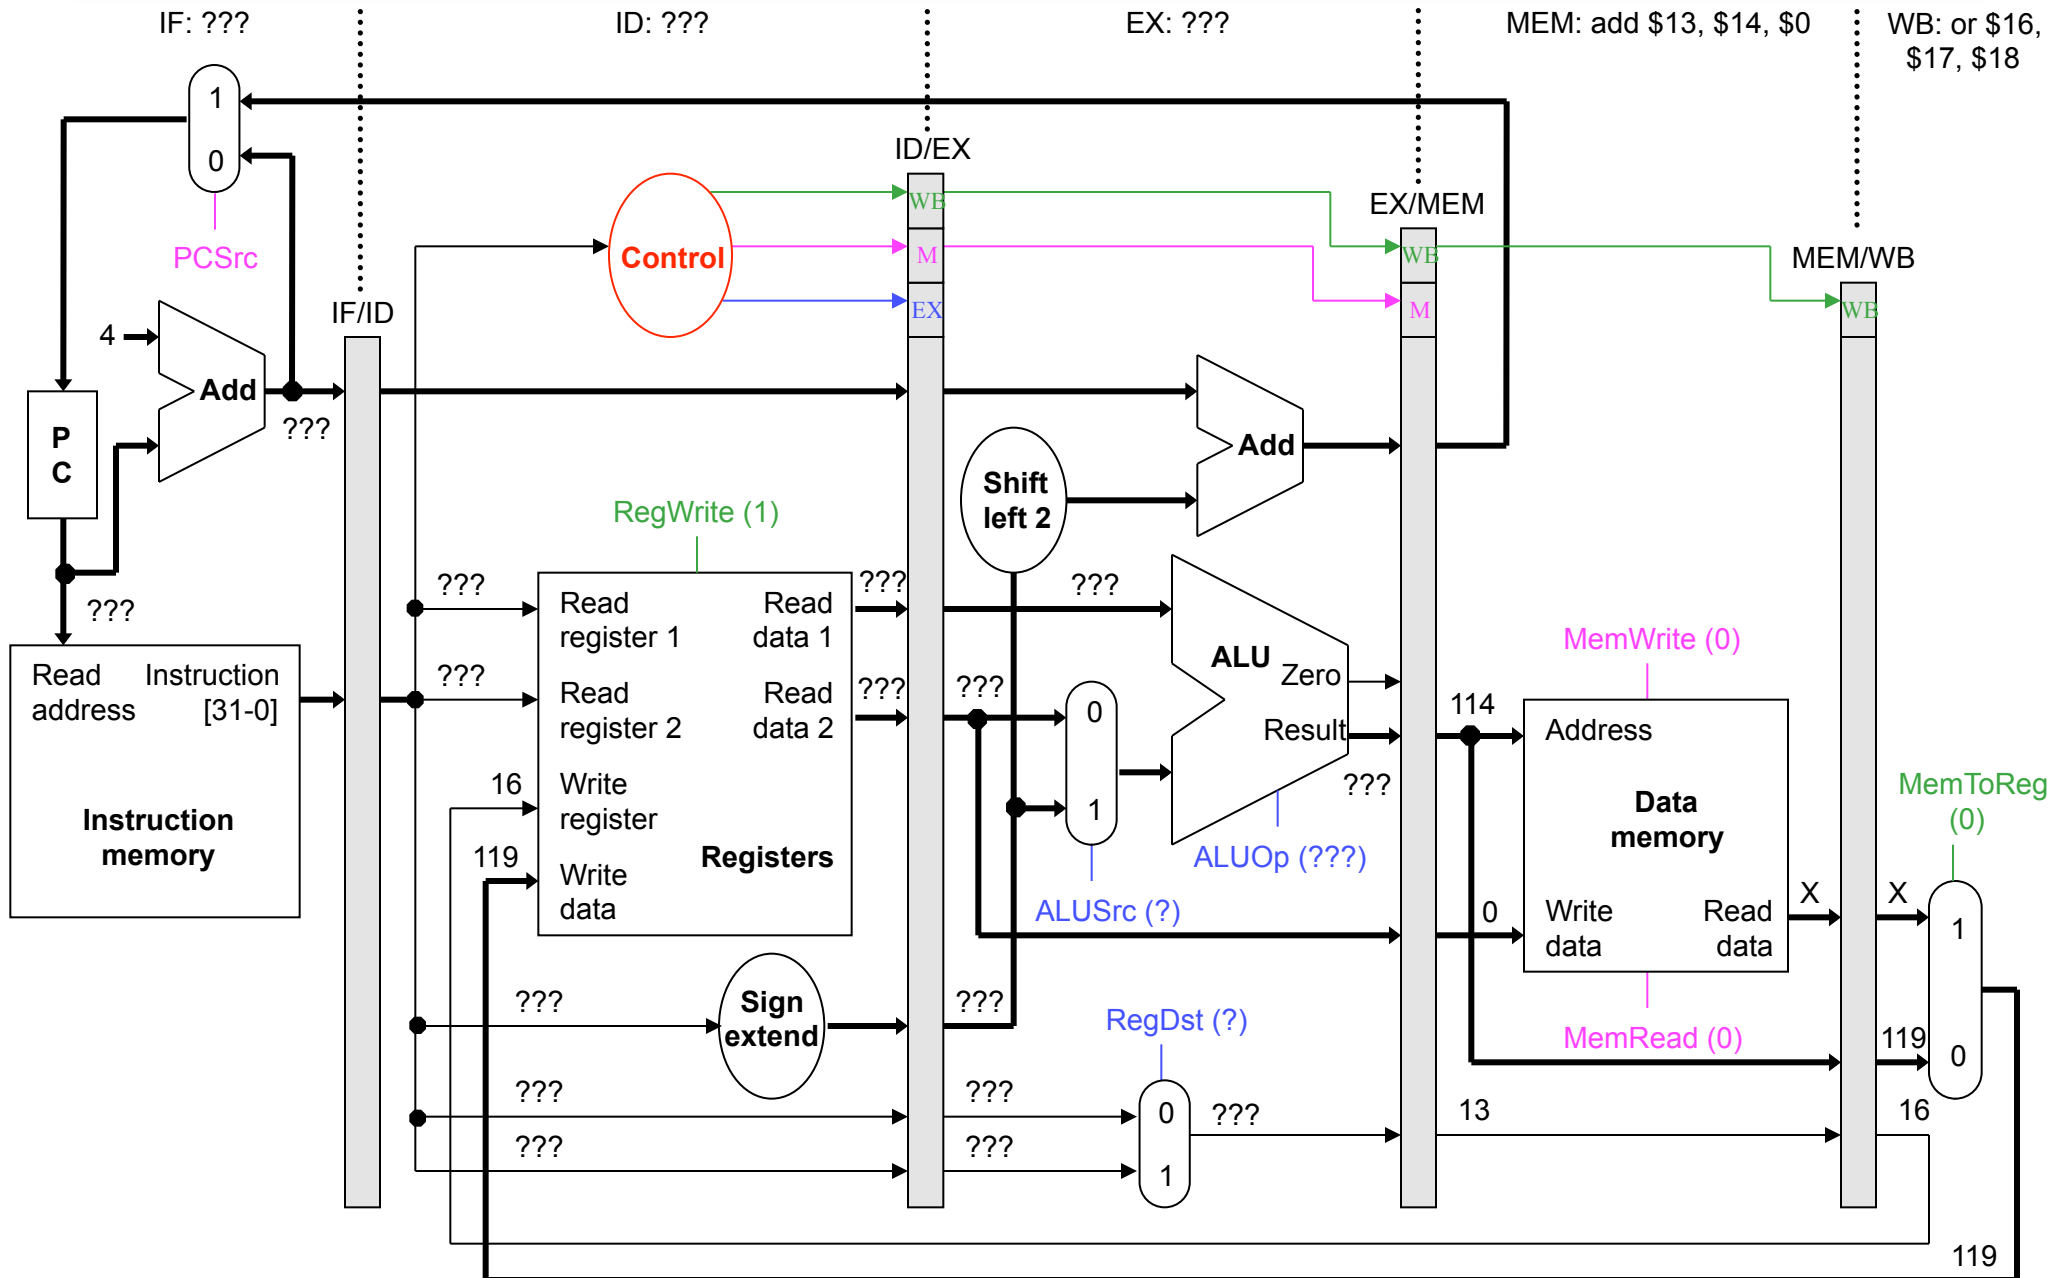 IF: ???
ID: ???
EX: ???
MEM: add $13, $14, $0
WB: or $16,
$17, $18
1
0
PCSrc
4
Add
???
P
C
???
Read
address
Instruction
[31-0]
Instruction
memory
IF/ID
Control
RegWrite (1)
???
???
16
119
Read
register 1
Read
data 1
Read
register 2
Read
data 2
Write
register
Write
data
Registers
???
???
???
Sign
extend
???
???
ID/EX
WB
M
EX
Shift
left 2
Add
???
???
0
1
ALUSrc (?)
ALU
Zero
Result
???
ALUOp (???)
???
RegDst (?)
???
???
0
1
???
EX/MEM
WB
M
114
0
13
MemWrite (0)
Address
Data
memory
Write
data
Read
data
MemRead (0)
X
MEM/WB
WB
X
119
16
MemToReg
(0)
1
0
119